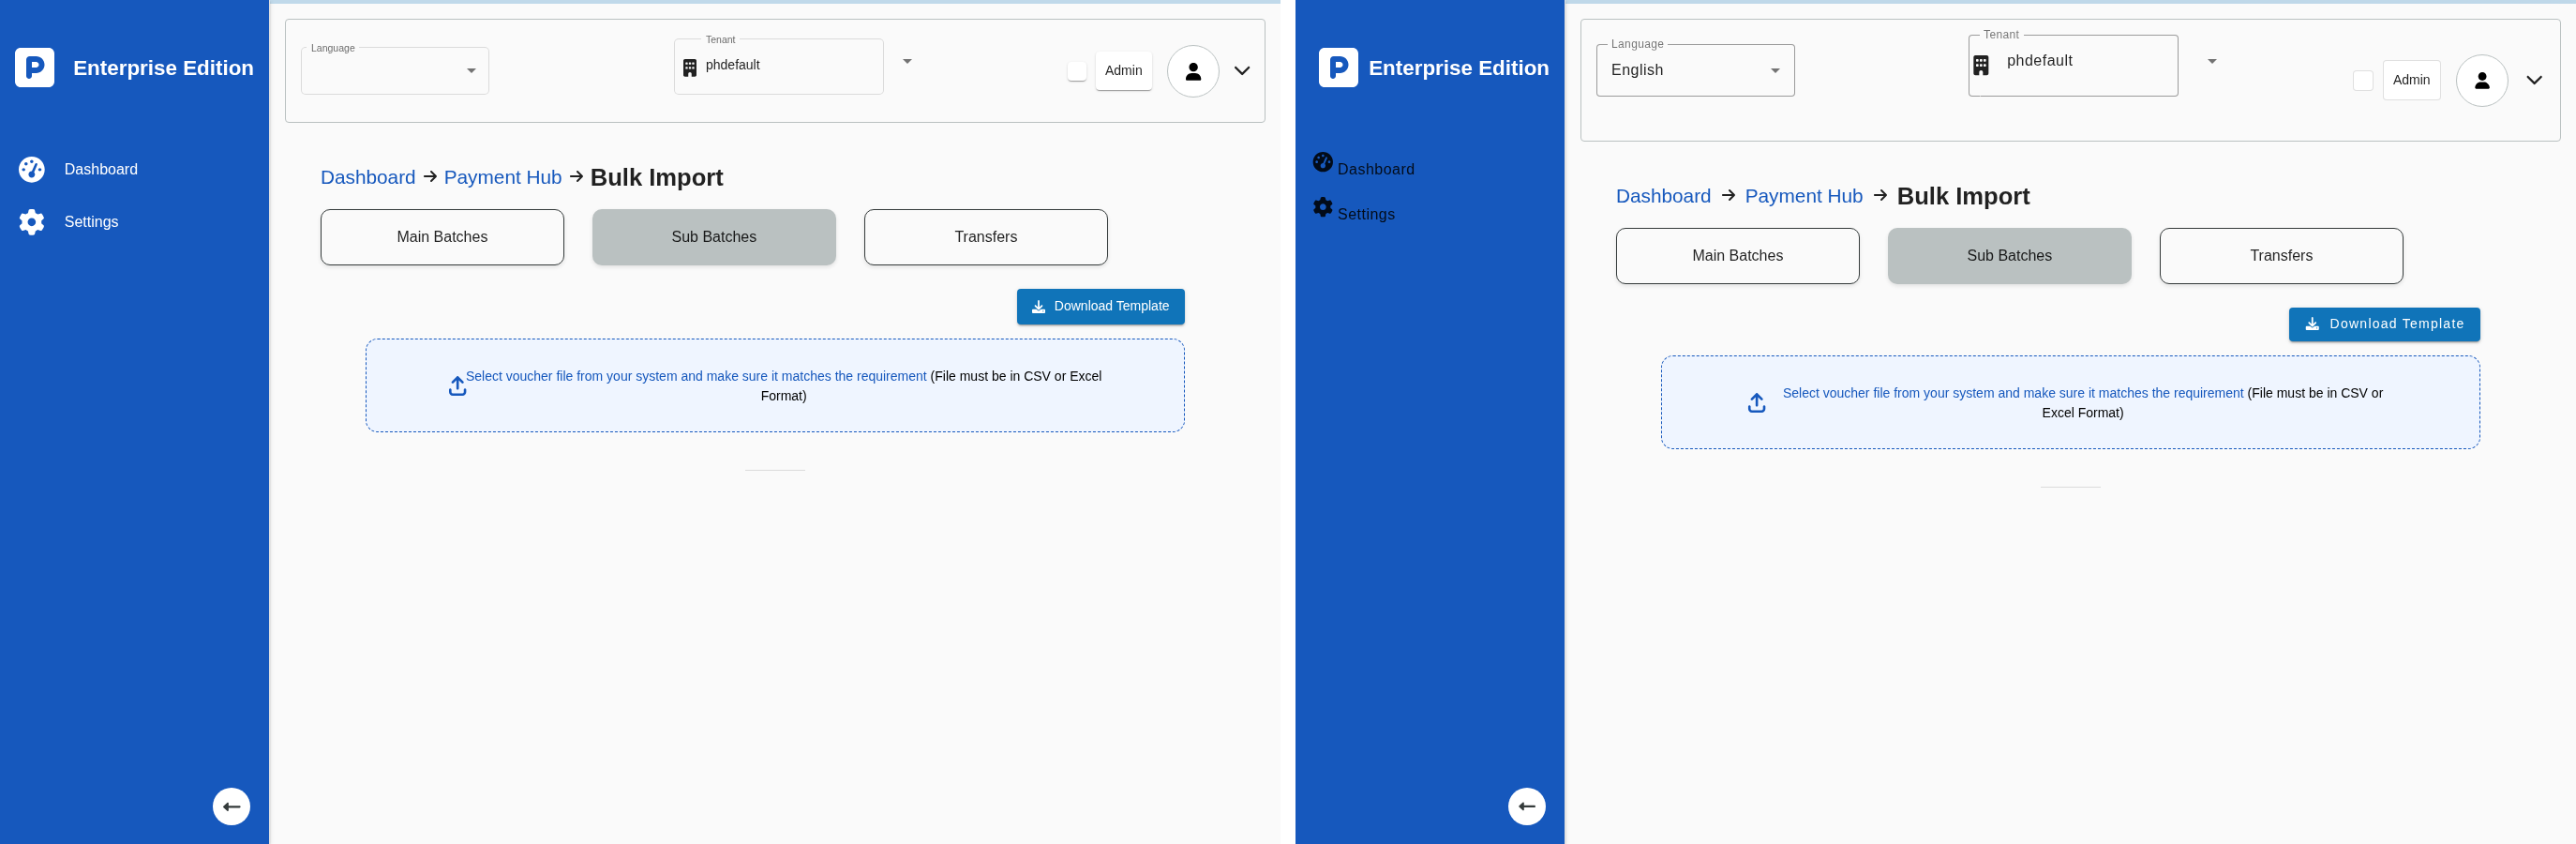 P Enterprise Edition
Dashboard
Settings
Language
Tenant
phdefault
Admin
Dashboard Payment Hub Bulk Import
Main Batches
Sub Batches
Transfers
Download Template
Select voucher file from your system and make sure it matches the requirement (File must be in CSV or Excel
Format)
P Enterprise Edition
Dashboard
Settings
Language
English
Tenant
phdefault
Admin
Dashboard Payment Hub Bulk Import
Main Batches
Sub Batches
Transfers
Download Template
Select voucher file from your system and make sure it matches the requirement (File must be in CSV or
Excel Format)